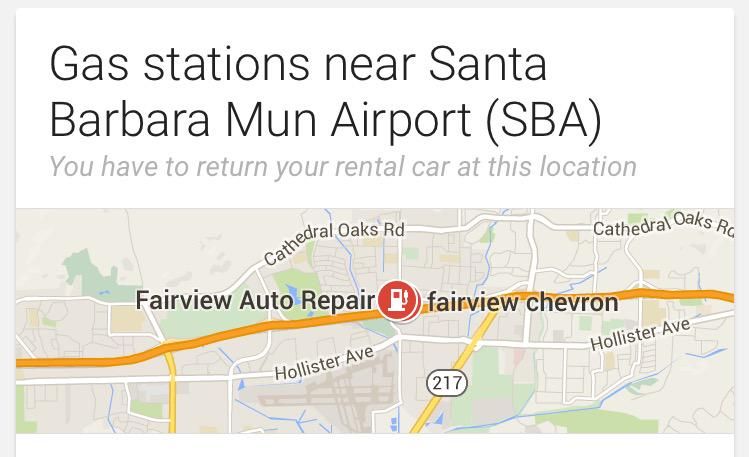 Gas stations near Santa
Barbara Mun Airport (SBA)
You have to return your rental car at this location
Cathedral Oaks Rd
Cathedral Oaks Rd
Fairview Auto Repair
fairview chevron
Hollister Ave
Hollister Ave
217